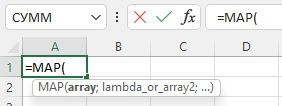 СУММ =MAP(
A B C D
1 =MAP(
2 MAP(array; lambda_or_array2; ...)